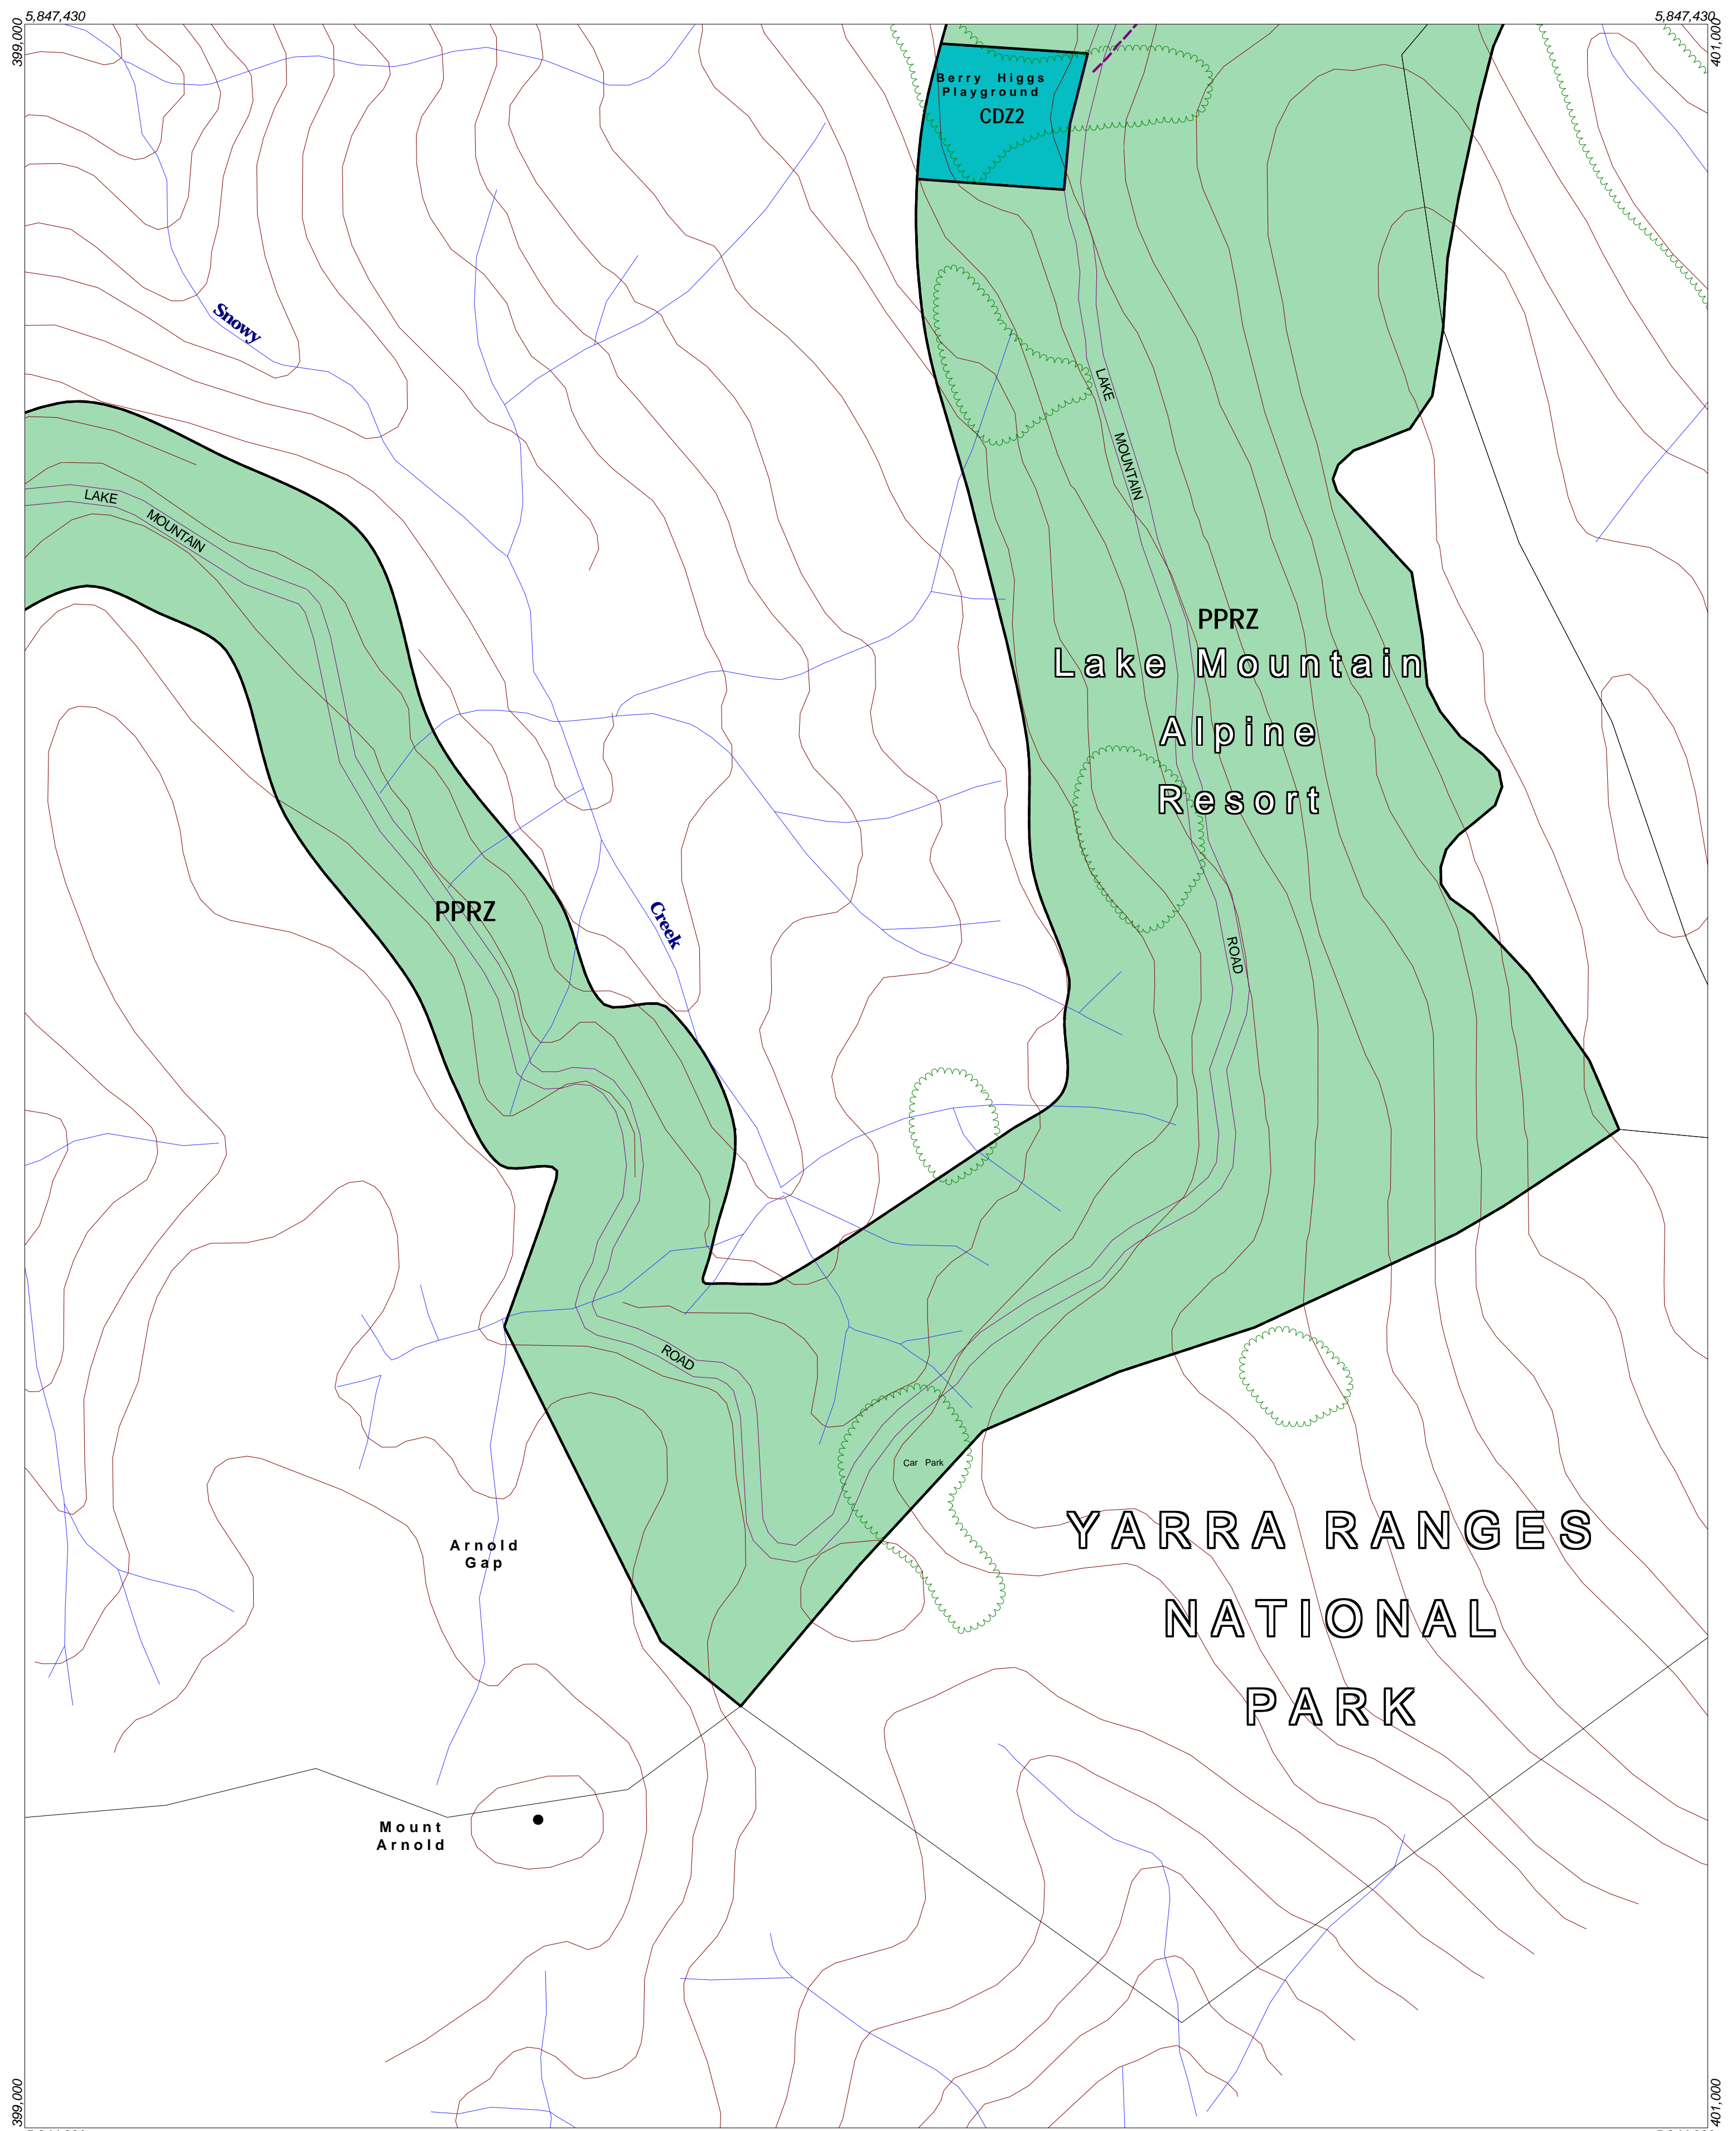 5,847,430
5,847,430
399,000
401,000
Berry Higgs
Playground
CDZ2
Snowy
LAKE
MOUNTAIN
LAKE
MOUNTAIN
PPRZ
Lake Mountain
Alpine
Resort
PPRZ
Creek
ROAD
ROAD
Car Park
YARRA RANGES
NATIONAL
PARK
Arnold
Gap
Mount
Arnold
399,000
401,000